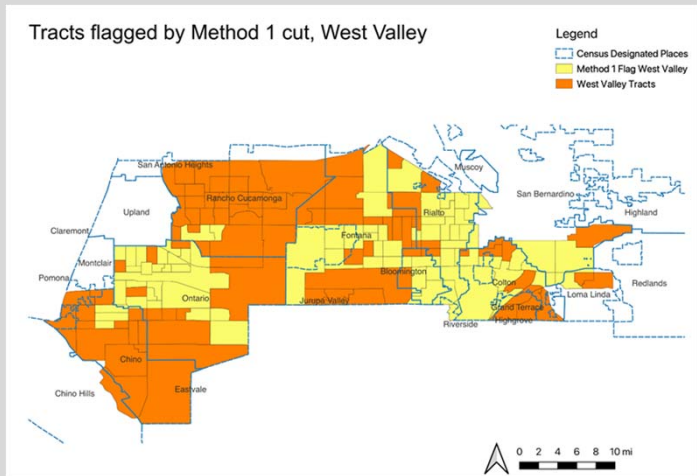 Tracts flagged by Method 1 cut, West Valley
Legend
Census Designated Places
Method 1 Flag West Valley
West Valley Tracts
San Antonio Heights
Muscoy
Rancho Cucamonga
San Bernardino
Upland
Rialto
Highland
Claremont
Fontana
Montclair
Bloomington
Pomona
Colton
Redlands
Ontario
Jurupa Valley
Loma Linda
Grand Terrace
Riverside
Highgrove
Chino
Chino Hills
Eastvale
0 2 4 6 8 10 mi